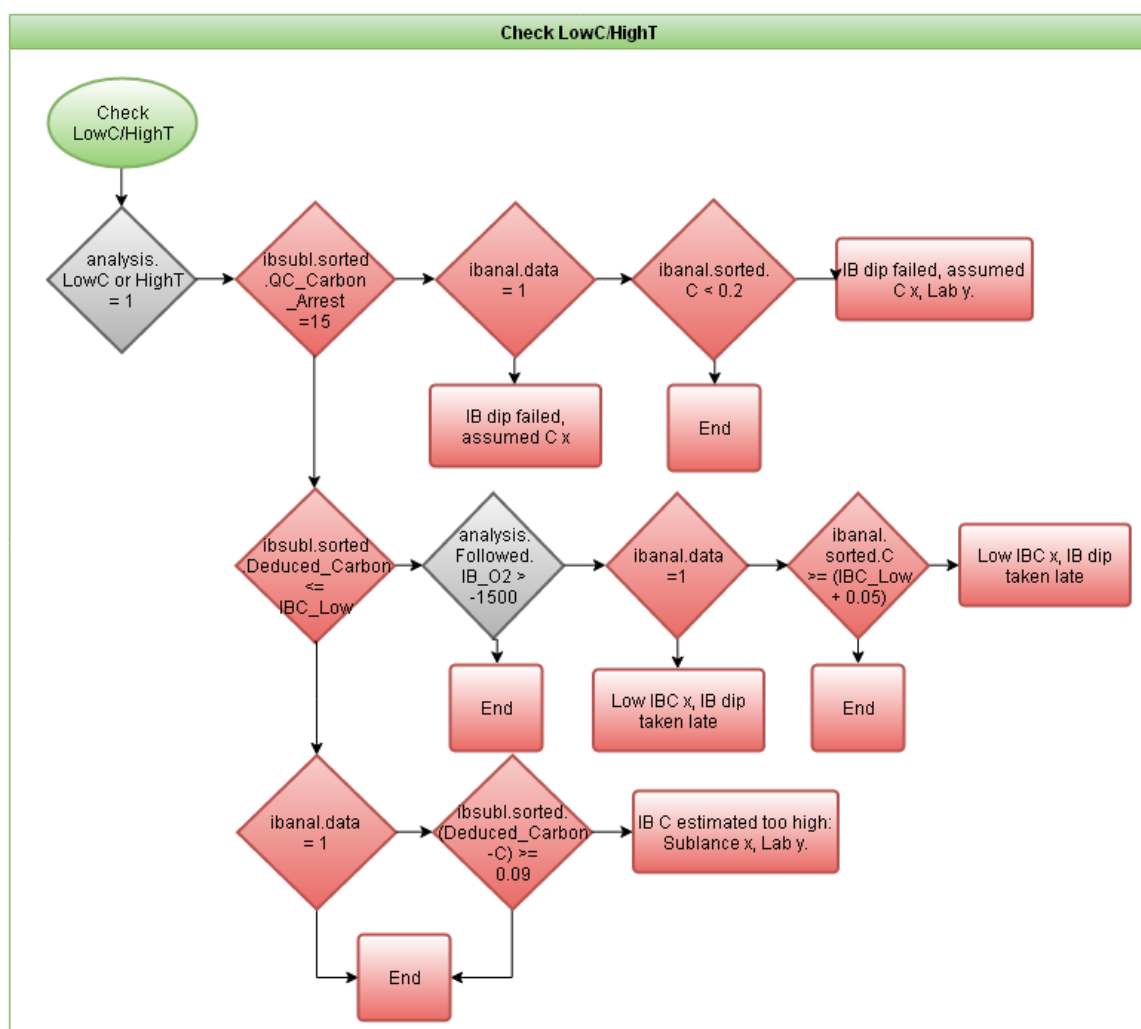 Check LowC/HighT
Check
LowC/HighT
analysis.
LowC or HighT
= 1
ibsubl.sorted
.QC_Carbon
_Arrest
=15
ibanal.data
= 1
ibanal.sorted.
C < 0.2
IB dip failed, assumed
C x, Lab y.
IB dip failed,
assumed C x
End
ibsubl.sorted
Deduced_Carbon
<=
IBC_Low
analysis.
Followed.
IB_O2 >
-1500
ibanal.data
=1
ibanal.
sorted.C
>= (IBC_Low
+ 0.05)
Low IBC x, IB dip
taken late
End
Low IBC x, IB dip
taken late
End
ibanal.data
= 1
ibsubl.sorted.
(Deduced_Carbon
-C) >=
0.09
IB C estimated too high:
Sublance x, Lab y.
End